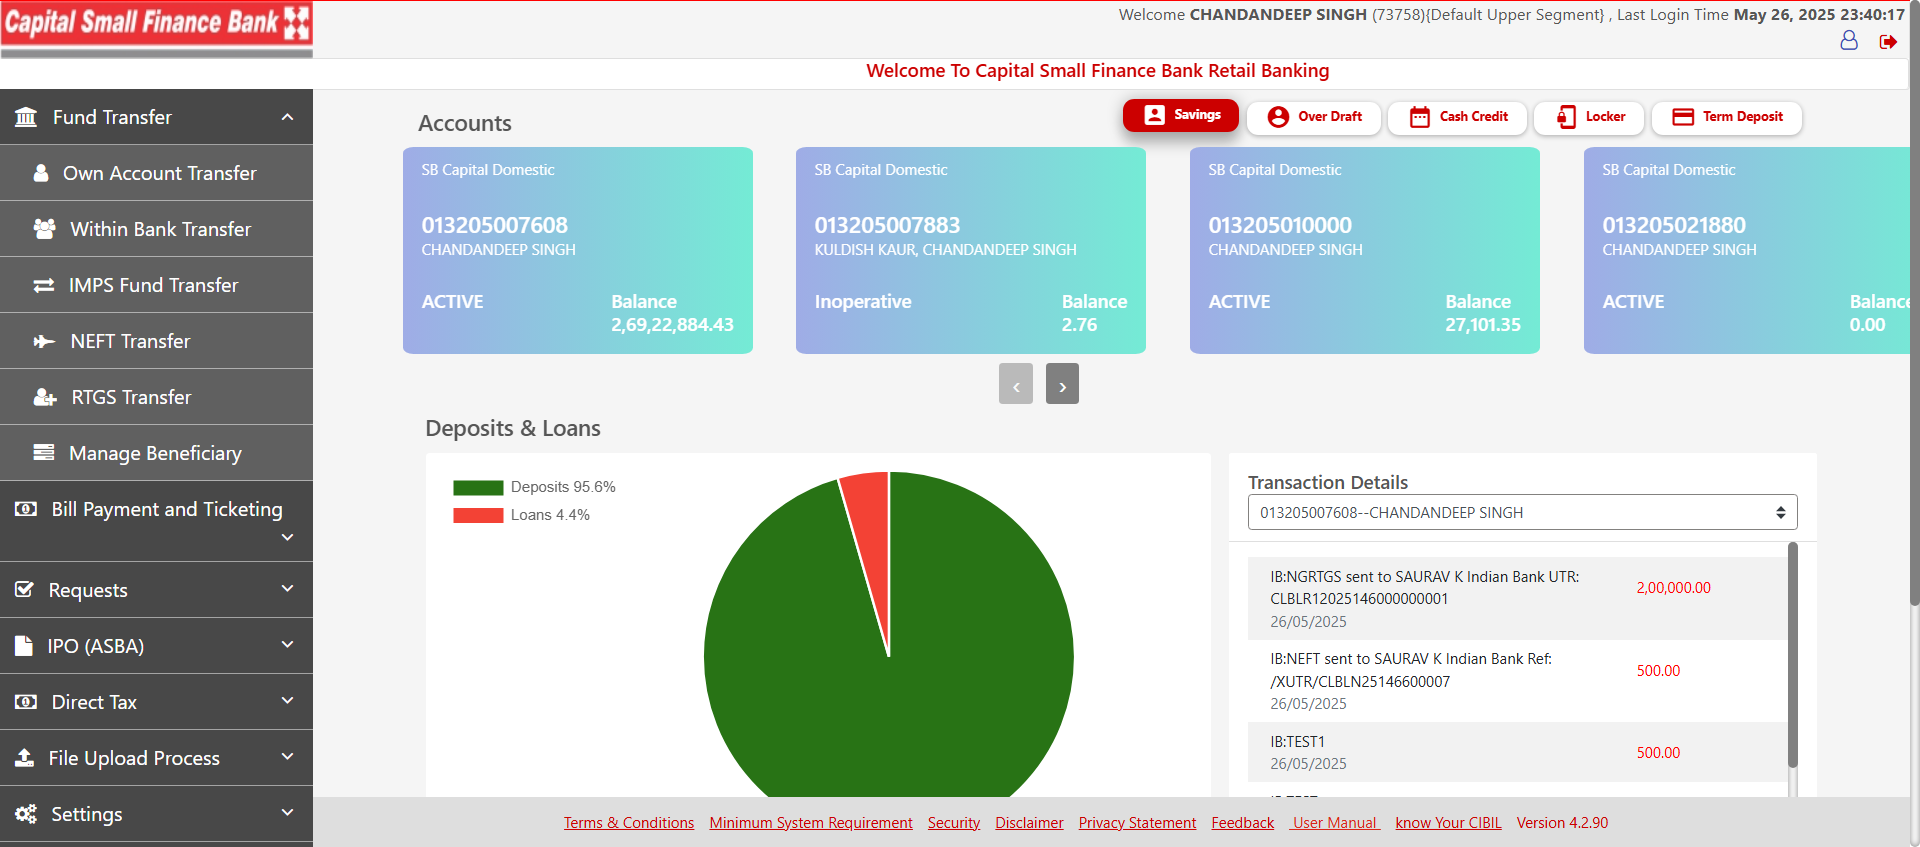 Capital Small Finance Bank
Welcome CHANDANDEEP SINGH (73758){Default Upper Segment} , Last Login Time May 26, 2025 23:40:17
Welcome To Capital Small Finance Bank Retail Banking
Fund Transfer
Own Account Transfer
Within Bank Transfer
IMPS Fund Transfer
NEFT Transfer
RTGS Transfer
Manage Beneficiary
Bill Payment and Ticketing
Requests
IPO (ASBA)
Direct Tax
File Upload Process
Settings
Accounts
Savings
Over Draft
Cash Credit
Locker
Term Deposit
SB Capital Domestic
013205007608
CHANDANDEEP SINGH
ACTIVE
Balance
2,69,22,884.43
SB Capital Domestic
013205007883
KULDISH KAUR, CHANDANDEEP SINGH
Inoperative
Balance
2.76
SB Capital Domestic
013205010000
CHANDANDEEP SINGH
ACTIVE
Balance
27,101.35
SB Capital Domestic
013205021880
CHANDANDEEP SINGH
ACTIVE
Balance
0.00
Deposits & Loans
Deposits 95.6%
Loans 4.4%
Transaction Details
013205007608--CHANDANDEEP SINGH
IB:NGRTGS sent to SAURAV K Indian Bank UTR:
CLBLR12025146000000001
26/05/2025
2,00,000.00
IB:NEFT sent to SAURAV K Indian Bank Ref:
/XUTR/CLBLN25146600007
26/05/2025
500.00
IB:TEST1
26/05/2025
500.00
Terms & Conditions Minimum System Requirement Security Disclaimer Privacy Statement Feedback User Manual know Your CIBIL Version 4.2.90